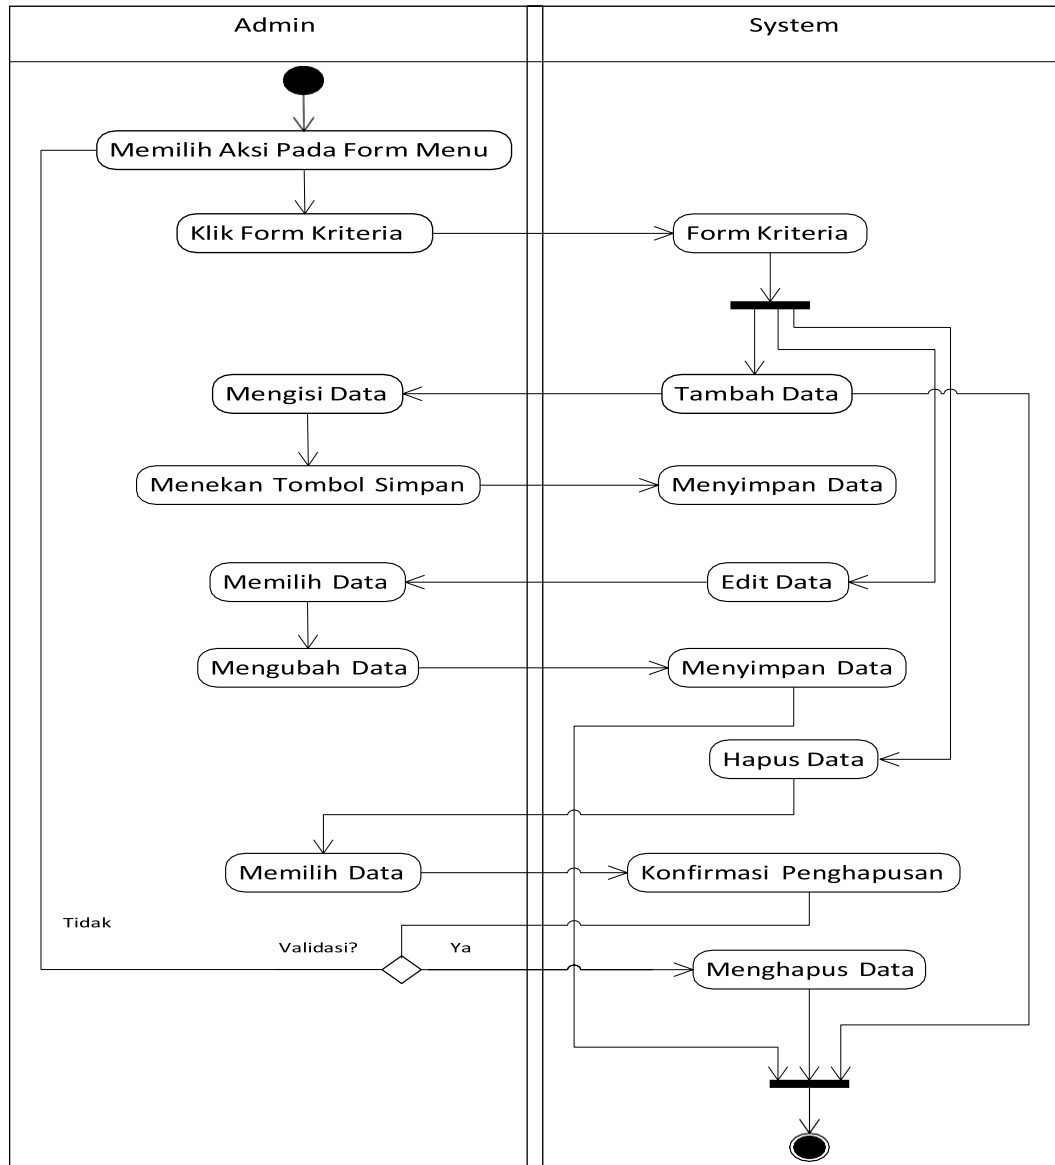 Admin
System
Memilih Aksi Pada Form Menu
Klik Form Kriteria
Form Kriteria
Mengisi Data
Tambah Data
Menekan Tombol Simpan
Menyimpan Data
Memilih Data
Edit Data
Mengubah Data
Menyimpan Data
Hapus Data
Memilih Data
Konfirmasi Penghapusan
Tidak
Validasi?
Ya
Menghapus Data